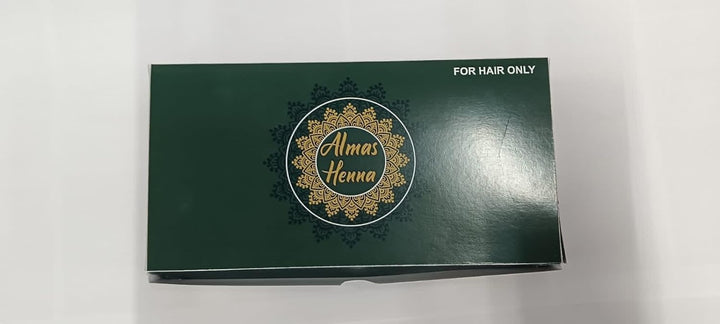 FOR HAIR ONLY
Almas
Henna